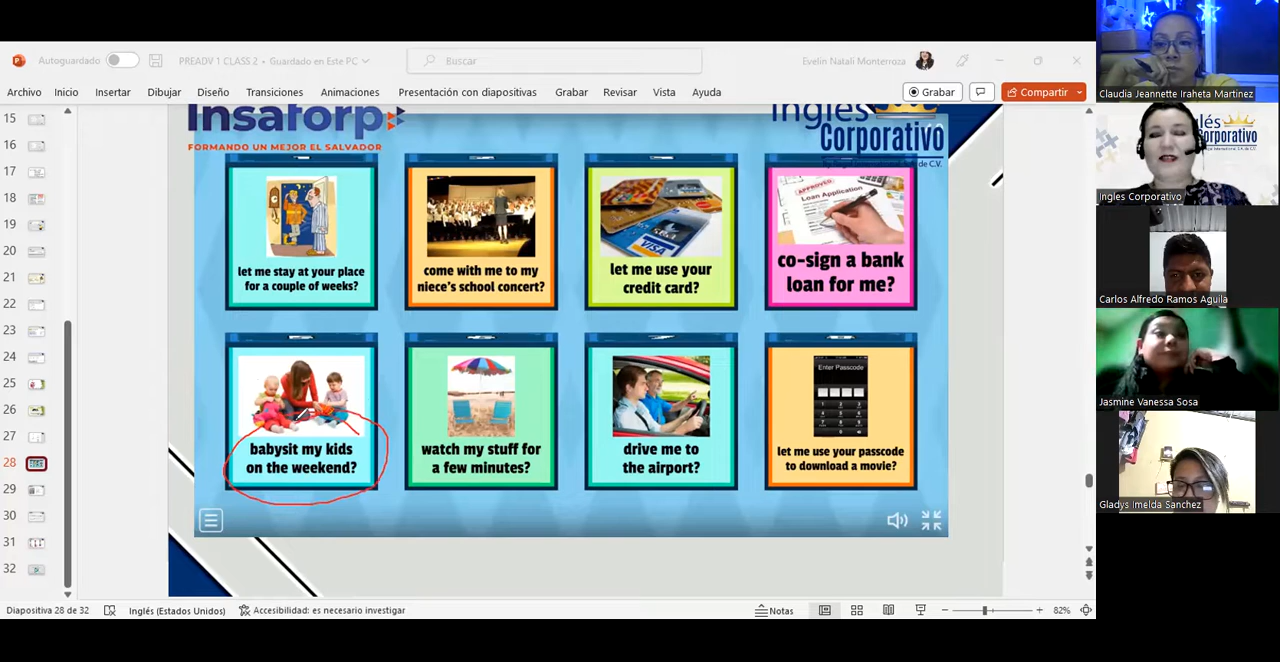 Autoguardado
PREADV 1 CLASS 2 • Guardado en Este PC
Buscar
Evelin Natali Monterroza
Archivo Inicio Insertar Dibujar Diseño Transiciones Animaciones Presentación con diapositivas Grabar Revisar Vista Ayuda
Grabar
Compartir
15
16
17
18
19
20
21
22
23
24
25
26
27
28
29
30
31
32
Insaforp
FORMANDO UN MEJOR EL SALVADOR
Inglés
Corporativo
de C.V.
let me stay at your place
for a couple of weeks?
come with me to my
niece's school concert?
VISA
let me use your
credit card?
APPROVED
Loan Application
co-sign a bank
loan for me?
babysit my kids
on the weekend?
watch my stuff for
a few minutes?
drive me to
the airport?
Enter Passcode
let me use your passcode
to download a movie?
Diapositiva 28 de 32
Inglés (Estados Unidos)
Accesibilidad: es necesario investigar
Notas
82%
Claudia Jeannette Iraheta Martinez
glés
Corporativo
Ingles Corporativo
Carlos Alfredo Ramos Aguila
Jasmine Vanessa Sosa
Gladys Imelda Sanchez